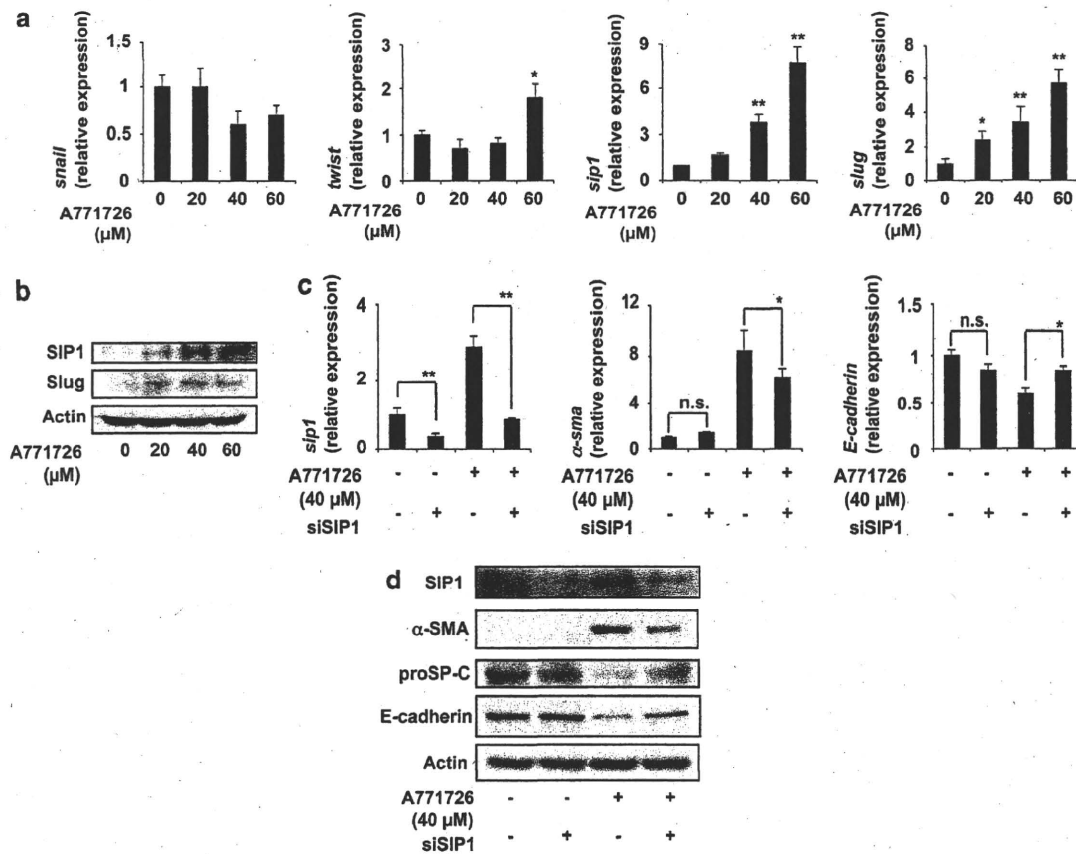 a
snail
(relative expression)
1.5
1
0.5
0
0 20 40 60
A771726
(µM)
twist
(relative expression)
3
2
1
0
*
0 20 40 60
A771726
(µM)
sip1
(relative expression)
9
6
3
0
** **
0 20 40 60
A771726
(µM)
slug
(relative expression)
8
6
4
2
0
* ** **
0 20 40 60
A771726
(µM)
b
SIP1
Slug
Actin
A771726 0 20 40 60
(µM)
c
sip1
(relative expression)
4
2
0
** **
A771726 - - + +
(40 µM)
siSIP1 - + - +
α-sma
(relative expression)
12
8
4
0
n.s. *
A771726 - - + +
(40 µM)
siSIP1 - + - +
E-cadherin
(relative expression)
1.5
1
0.5
0
n.s. *
A771726 - - + +
(40 µM)
siSIP1 - + - +
d
SIP1
α-SMA
proSP-C
E-cadherin
Actin
A771726 - - + +
(40 µM)
siSIP1 - + - +